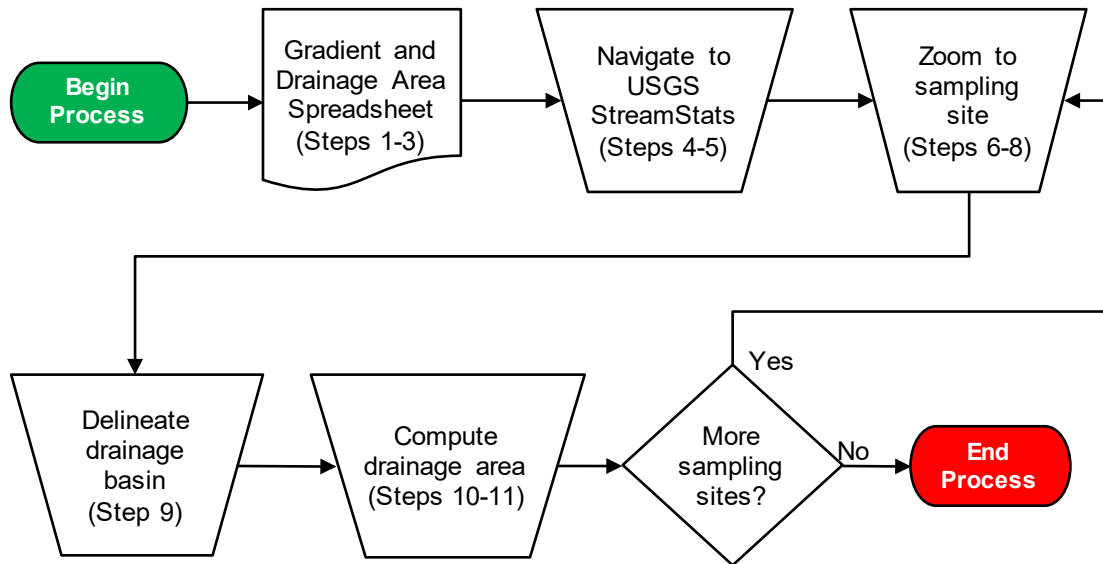 Begin
Process
Gradient and
Drainage Area
Spreadsheet
(Steps 1-3)
Navigate to
USGS
StreamStats
(Steps 4-5)
Zoom to
sampling
site
(Steps 6-8)
Delineate
drainage
basin
(Step 9)
Compute
drainage area
(Steps 10-11)
More
sampling
sites?
Yes
No
End
Process